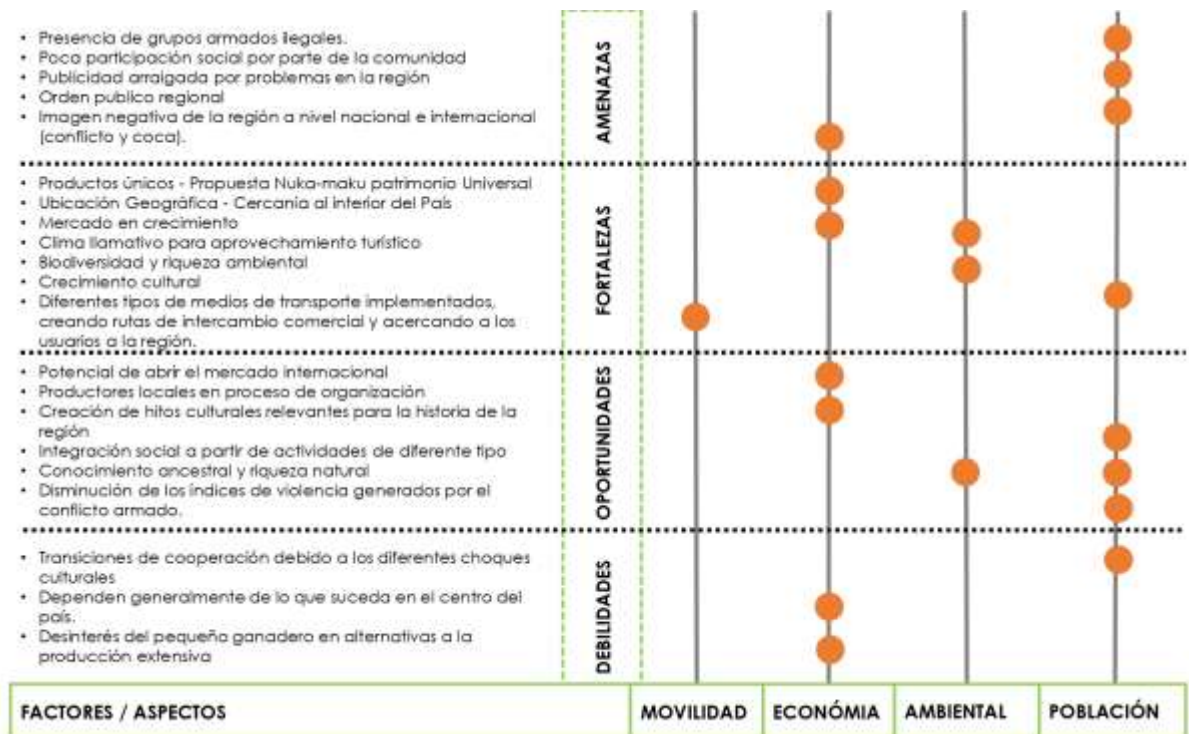 • Presencia de grupos armados ilegales.
• Poca participación social por parte de la comunidad
• Publicidad arraigada por problemas en la región
• Orden publico regional
• Imagen negativa de la región a nivel nacional e internacional
(conflicto y coca).
AMENAZAS
• Productos únicos - Propuesta Nuka-maku patrimonio Universal
• Ubicación Geográfica - Cercanía al interior del País
• Mercado en crecimiento
• Clima llamativo para aprovechamiento turístico
• Biodiversidad y riqueza ambiental
• Crecimiento cultural
• Diferentes tipos de medios de transporte implementados,
creando rutas de intercambio comercial y acercando a los
usuarios a la región.
FORTALEZAS
• Potencial de abrir el mercado internacional
• Productores locales en proceso de organización
• Creación de hitos culturales relevantes para la historia de la
región
• Integración social a partir de actividades de diferente tipo
• Conocimiento ancestral y riqueza natural
• Disminución de los índices de violencia generados por el
conflicto armado.
OPORTUNIDADES
• Transiciones de cooperación debido a los diferentes choques
culturales
• Dependen generalmente de lo que suceda en el centro del
país.
• Desinterés del pequeño ganadero en alternativas a la
producción extensiva
DEBILIDADES
FACTORES / ASPECTOS
MOVILIDAD
ECONÓMIA
AMBIENTAL
POBLACIÓN